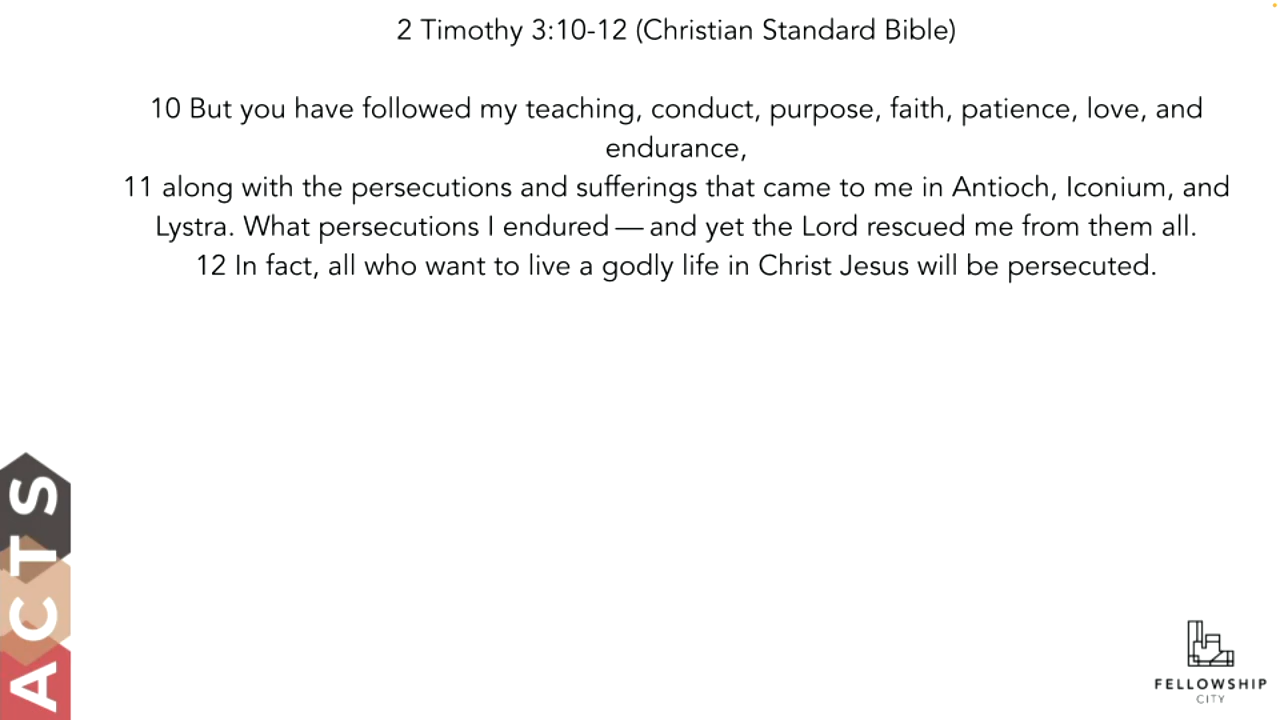 2 Timothy 3:10-12 (Christian Standard Bible)
10 But you have followed my teaching, conduct, purpose, faith, patience, love, and
endurance,
11 along with the persecutions and sufferings that came to me in Antioch, Iconium, and
Lystra. What persecutions I endured — and yet the Lord rescued me from them all.
12 In fact, all who want to live a godly life in Christ Jesus will be persecuted.
ACTS
FELLOWSHIP
CITY